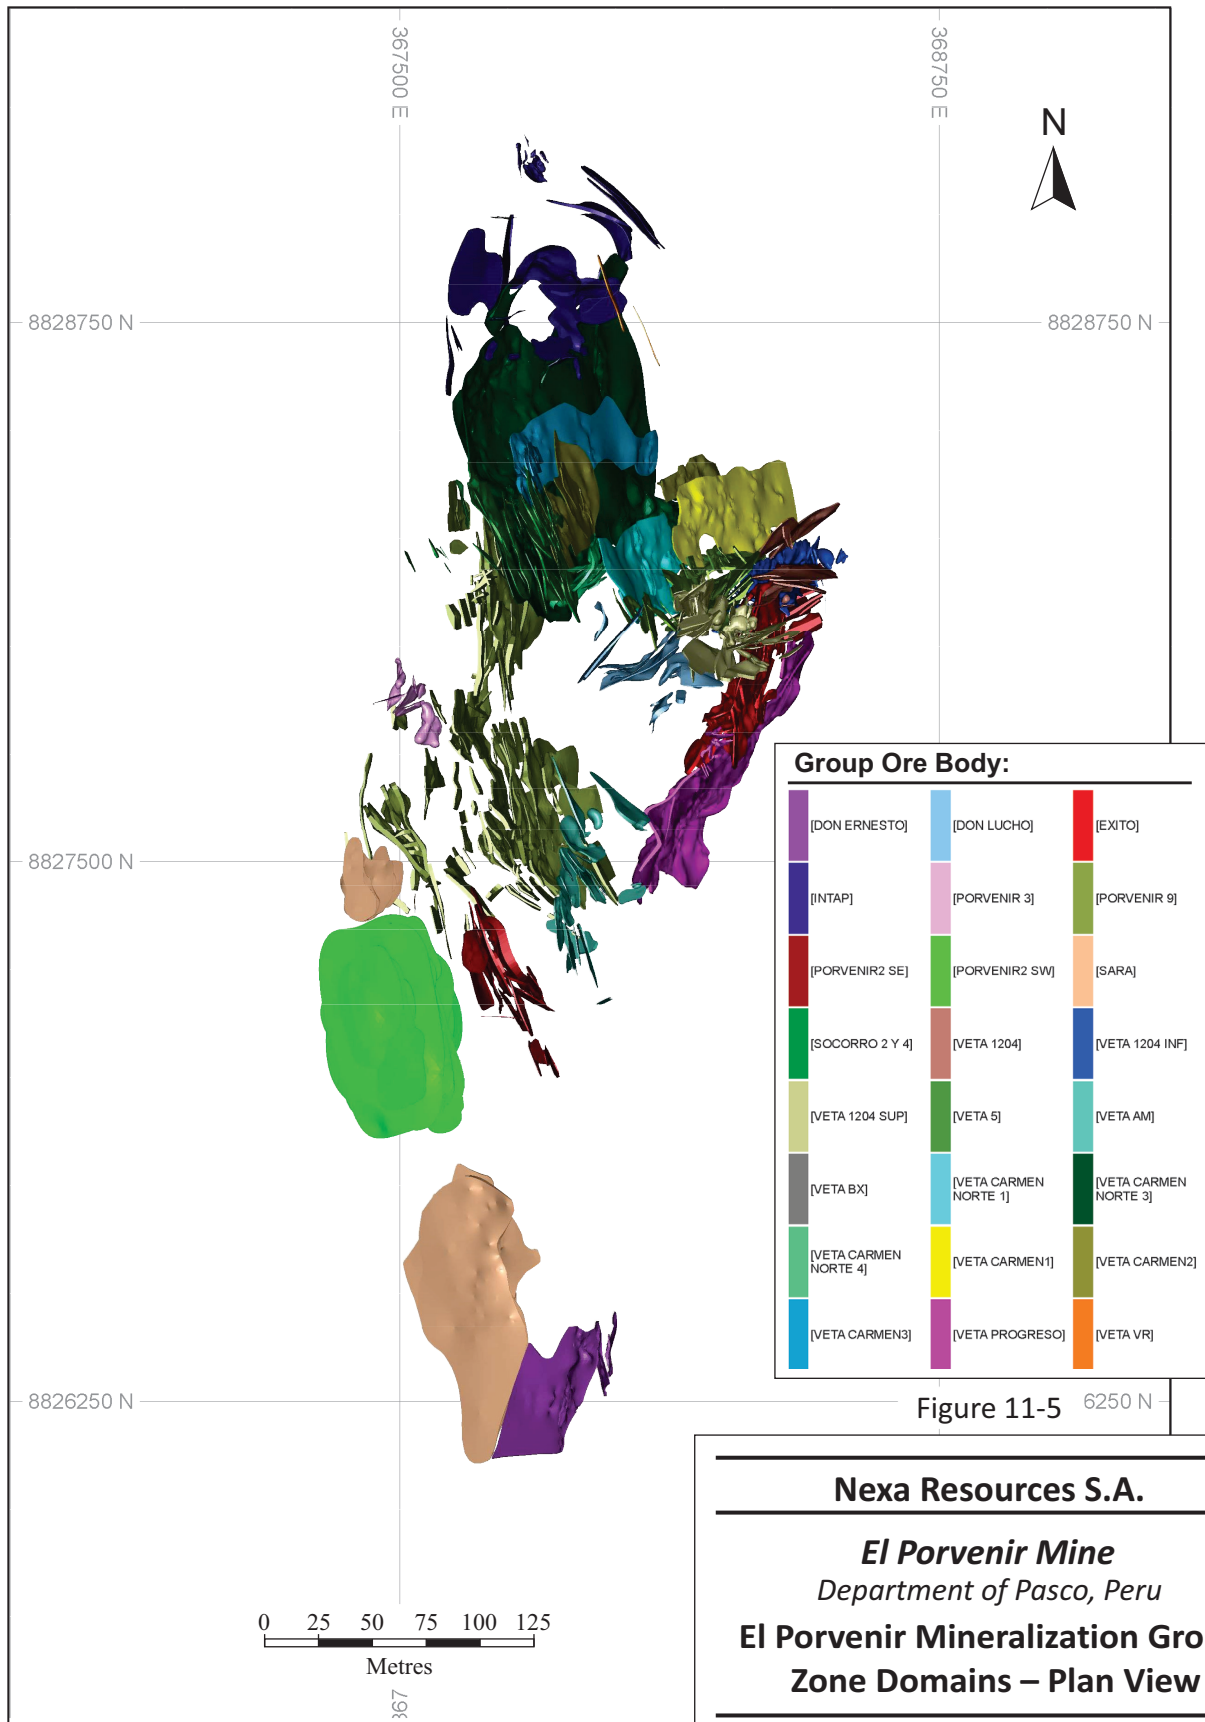 367500 E
368750 E
N
8828750 N
8828750 N
Group Ore Body:
[DON ERNESTO]
[DON LUCHO]
[EXITO]
8827500 N
[INTAP]
[PORVENIR 3]
[PORVENIR 9]
[PORVENIR2 SE]
[PORVENIR2 SW]
[SARA]
[SOCORRO 2 Y 4]
[VETA 1204]
[VETA 1204 INF]
[VETA 1204 SUP]
[VETA 5]
[VETA AM]
[VETA BX]
[VETA CARMEN
NORTE 1]
[VETA CARMEN
NORTE 3]
[VETA CARMEN
NORTE 4]
[VETA CARMEN1]
[VETA CARMEN2]
[VETA CARMEN3]
[VETA PROGRESO]
[VETA VR]
8826250 N
Figure 11-5
6250 N
Nexa Resources S.A.
El Porvenir Mine
Department of Pasco, Peru
El Porvenir Mineralization Gro
Zone Domains – Plan View
0 25 50 75 100 125
Metres
367